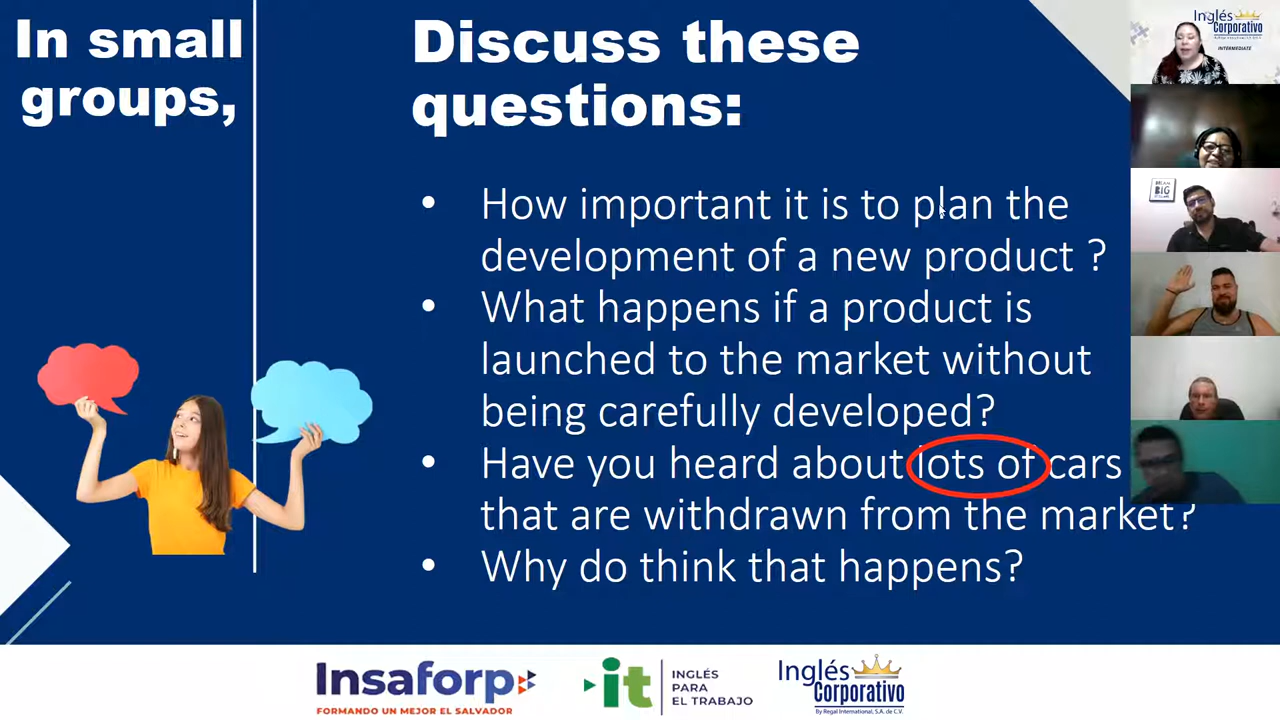 In small
groups,
Discuss these
questions:
• How important it is to plan the
development of a new product ?
• What happens if a product is
launched to the market without
being carefully developed?
• Have you heard about lots of cars
that are withdrawn from the market?
• Why do think that happens?
Inglés
Corporativo
INTERMEDIATE
BIG
Insaforp
FORMANDO UN MEJOR EL SALVADOR
it
INGLÉS
PARA
EL TRABAJO
Inglés
Corporativo
By Regal International, S.A. de C.V.